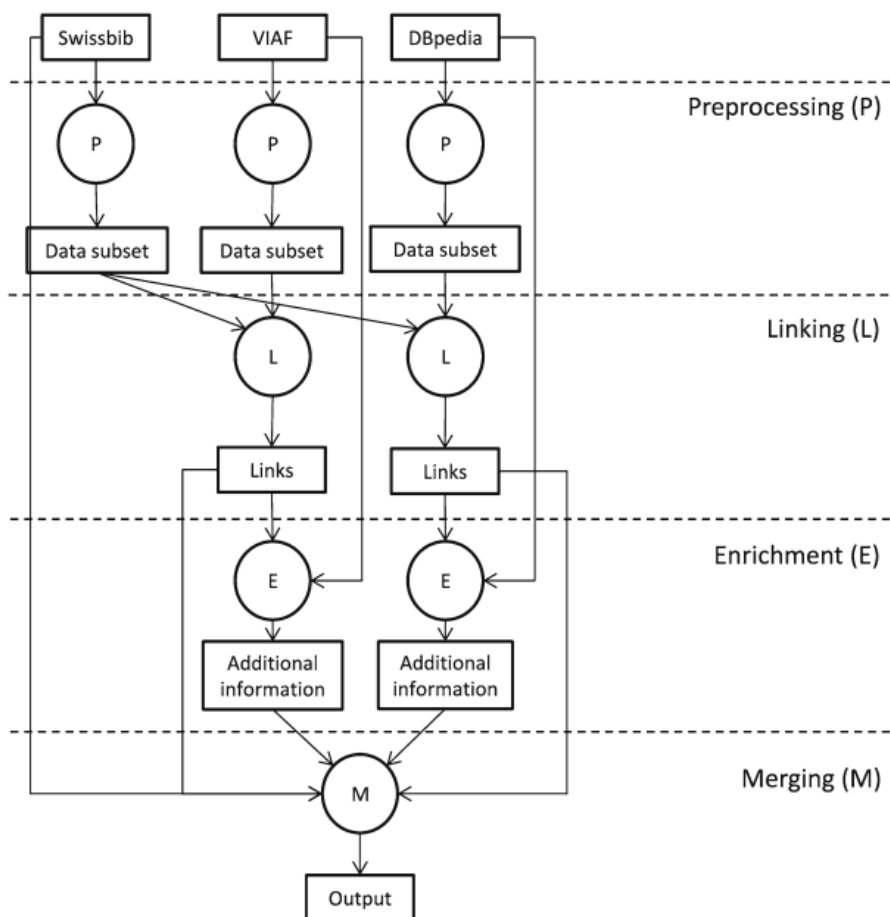 Swissbib
VIAF
DBpedia
Preprocessing (P)
P
P
P
Data subset
Data subset
Data subset
Linking (L)
L
L
Links
Links
Enrichment (E)
E
E
Additional
information
Additional
information
Merging (M)
M
Output